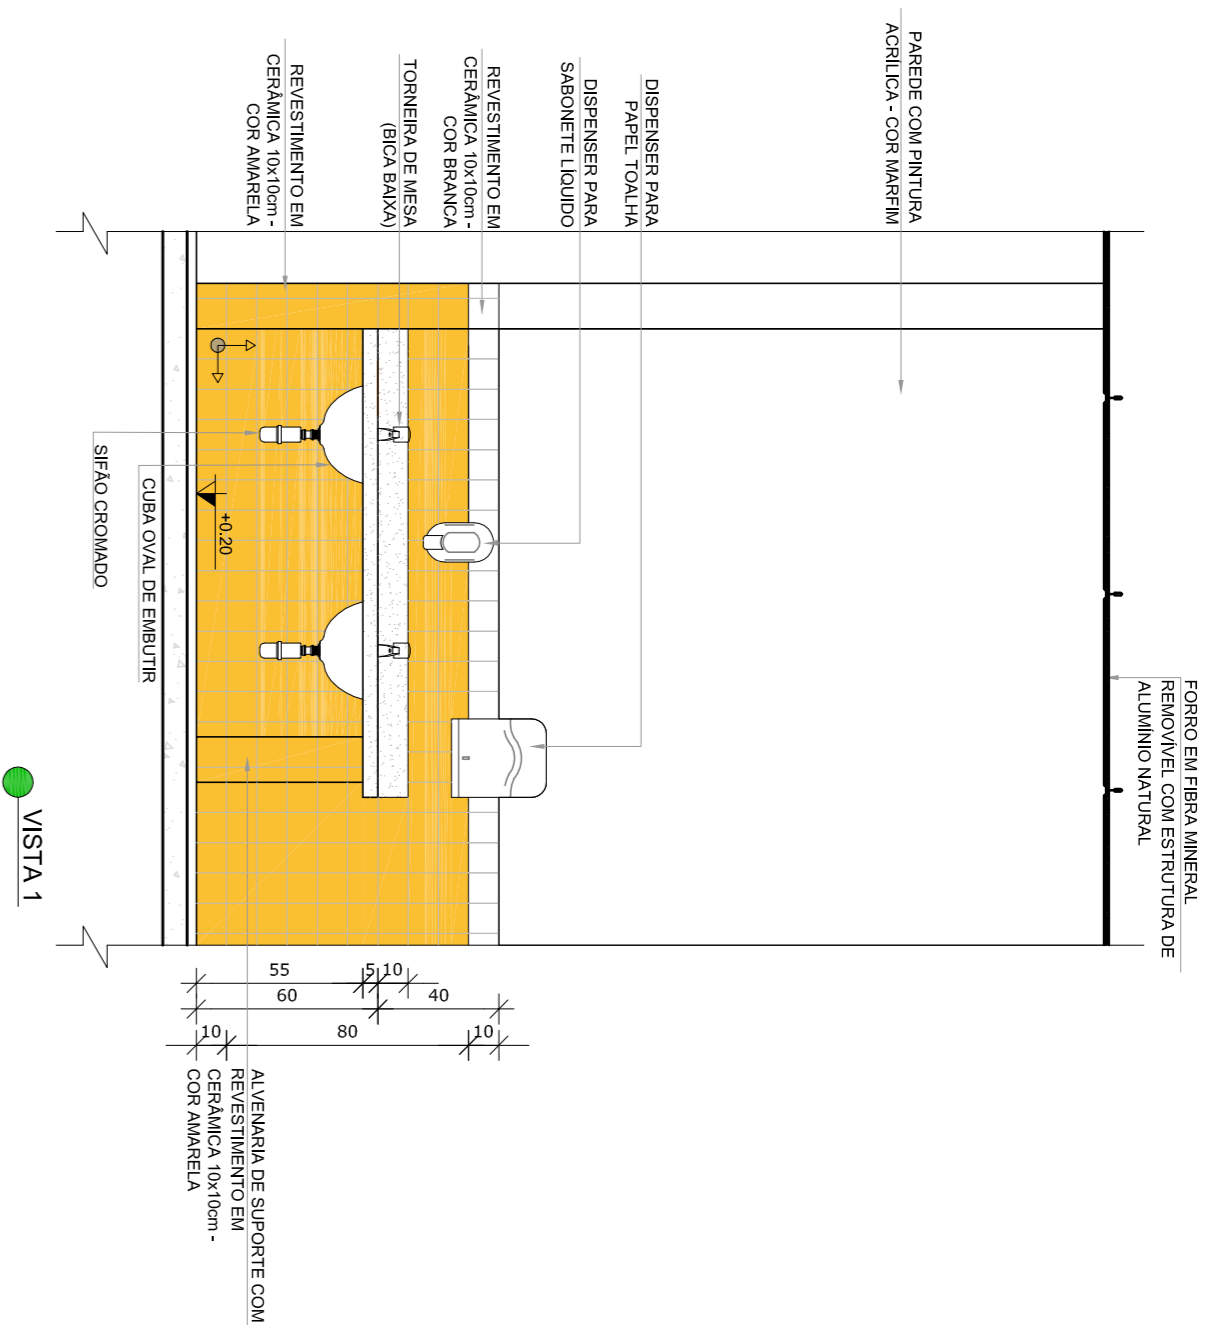 FORRO EM FIBRA MINERAL
REMOVÍVEL COM ESTRUTURA DE
ALUMÍNIO NATURAL
PAREDE COM PINTURA
ACRÍLICA - COR MARFIM
DISPENSER PARA
PAPEL TOALHA
DISPENSER PARA
SABONETE LÍQUIDO
REVESTIMENTO EM
CERÂMICA 10x10cm -
COR BRANCA
TORNEIRA DE MESA
(BICA BAIXA)
REVESTIMENTO EM
CERÂMICA 10x10cm -
COR AMARELA
10
40
10
5
80
60
55
10
+0.20
ALVENARIA DE SUPORTE COM
REVESTIMENTO EM
CERÂMICA 10x10cm -
COR AMARELA
CUBA OVAL DE EMBUTIR
SIFÃO CROMADO
VISTA 1